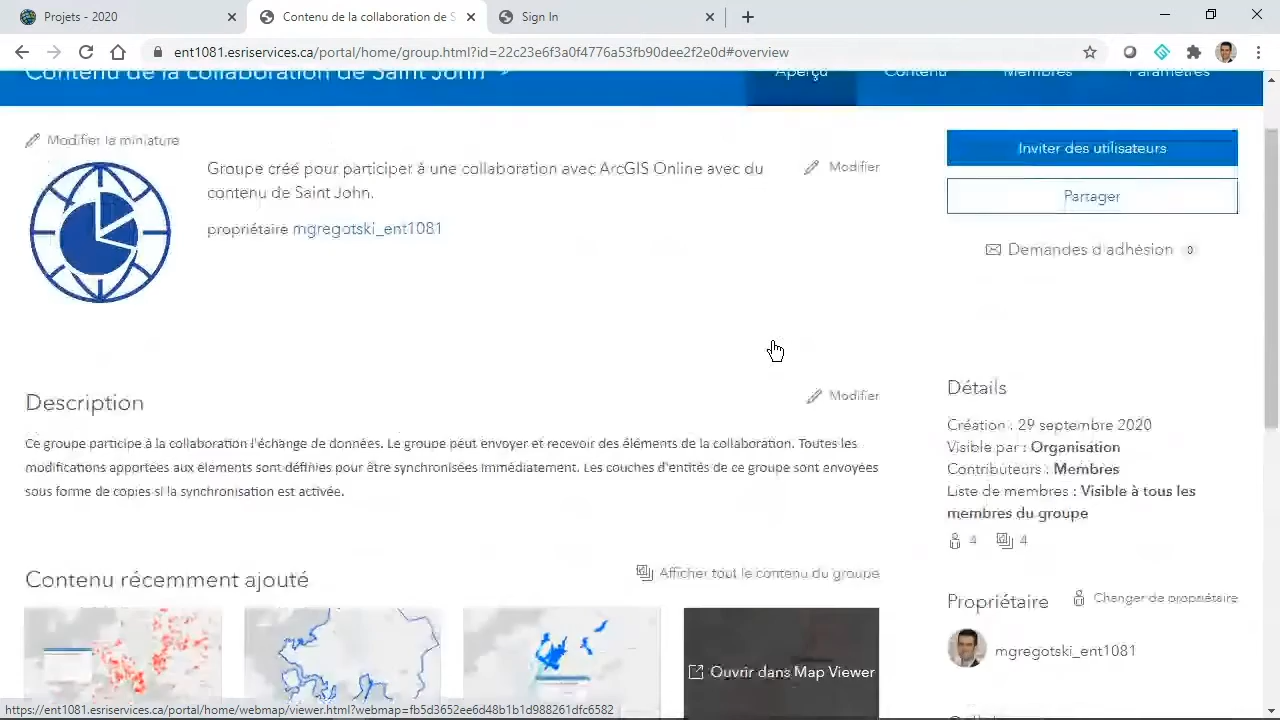 Projets - 2020
Contenu de la collaboration de S
Sign In
ent1081.esriservices.ca/portal/home/group.html?id=22c23e6f3a0f4776a53fb90dee2f2e0d#overview
Contenu de la collaboration de Saint John
Aperçu
Contenu
Membres
Paramètres
Modifier la miniature
Groupe créé pour participer à une collaboration avec ArcGIS Online avec du
contenu de Saint John.
Modifier
propriétaire mgregotski_ent1081
Inviter des utilisateurs
Partager
Demandes d'adhésion 0
Description
Modifier
Ce groupe participe à la collaboration l'échange de données. Le groupe peut envoyer et recevoir des éléments de la collaboration. Toutes les
modifications apportées aux éléments sont définies pour être synchronisées immédiatement. Les couches d'entités de ce groupe sont envoyées
sous forme de copies si la synchronisation est activée.
Détails
Création : 29 septembre 2020
Visible par : Organisation
Contributeurs : Membres
Liste de membres : Visible à tous les
membres du groupe
4 4
Contenu récemment ajouté
Afficher tout le contenu du groupe
Ouvrir dans Map Viewer
Propriétaire
Changer de propriétaire
mgregotski_ent1081
https://ent1081.esriservices.ca/portal/home/webmap/viewer.html?webmap=fb5d3652ee6d48b1b1d988261dfc6582